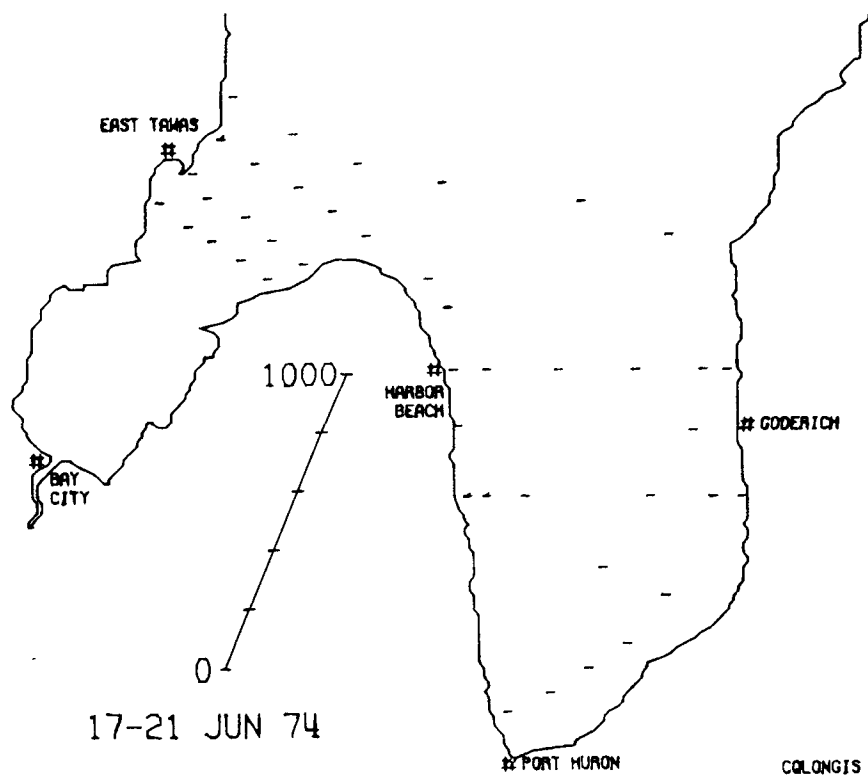 EAST TAWAS
#
1000
#
HARBOR
BEACH
# GODERICH
#
BAY
CITY
0
17-21 JUN 74
# PORT HURON
COLONGIS